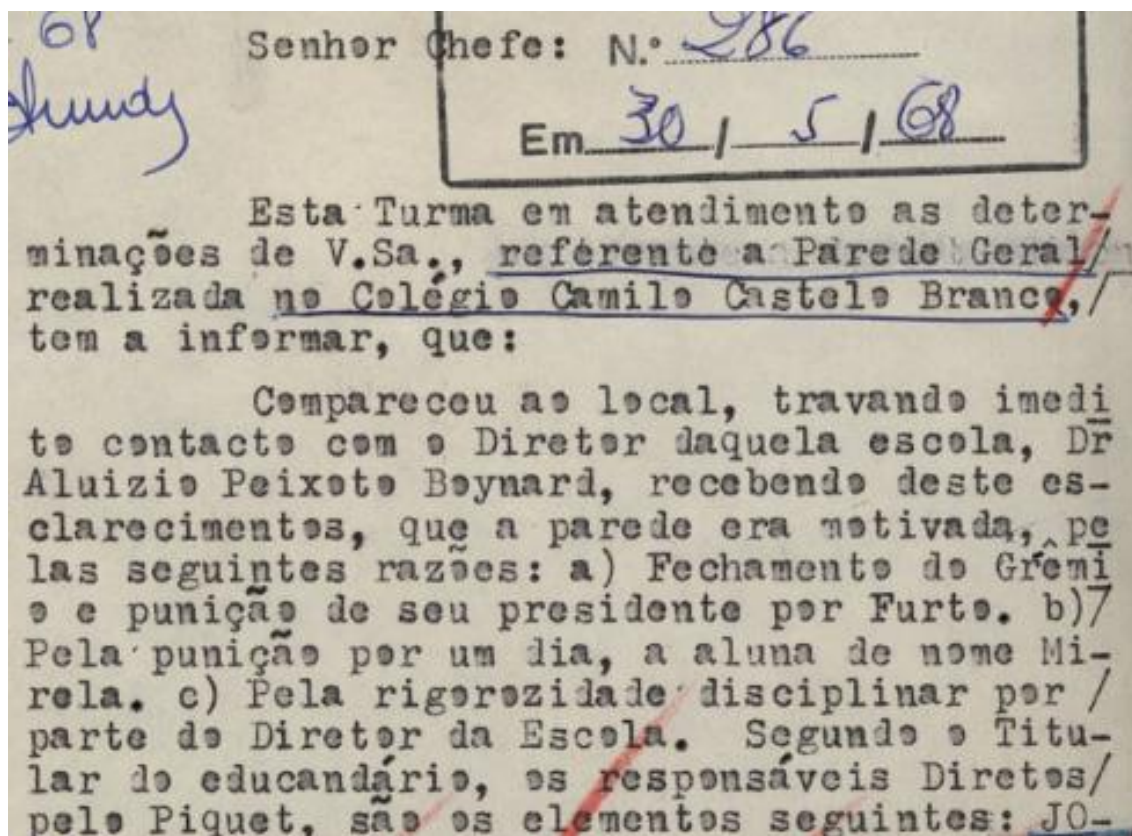 68
Senhor Chefe: N.º 286
Em 30 / 5 / 68
Esta Turma em atendimento as deter-
minações de V.Sa., referente a Parede Geral/
realizada no Colégio Camilo Castelo Branco,/
tem a informar, que:
Compareceu ao local, travando imedi
to contacto com o Diretor daquela escola, Dr
Aluizio Peixoto Boynard, recebendo deste es-
clarecimentos, que a parede era motivada, pe
las seguintes razões: a) Fechamento do Grêmi
o e punição de seu presidente por Furto. b)/
Pela punição por um dia, a aluna de nome Mi-
rela. c) Pela rigorozidade disciplinar por /
parte do Diretor da Escola. Segundo o Titu-
lar do educandário, os responsáveis Diretos/
pelo Piquet, são os elementos seguintes: JO-